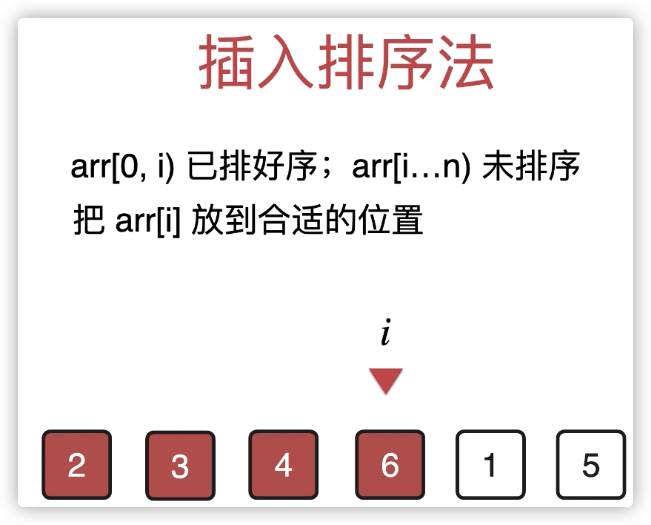 插入排序法
arr[0, i) 已排好序；arr[i...n) 未排序
把 arr[i] 放到合适的位置
i
2 3 4 6 1 5